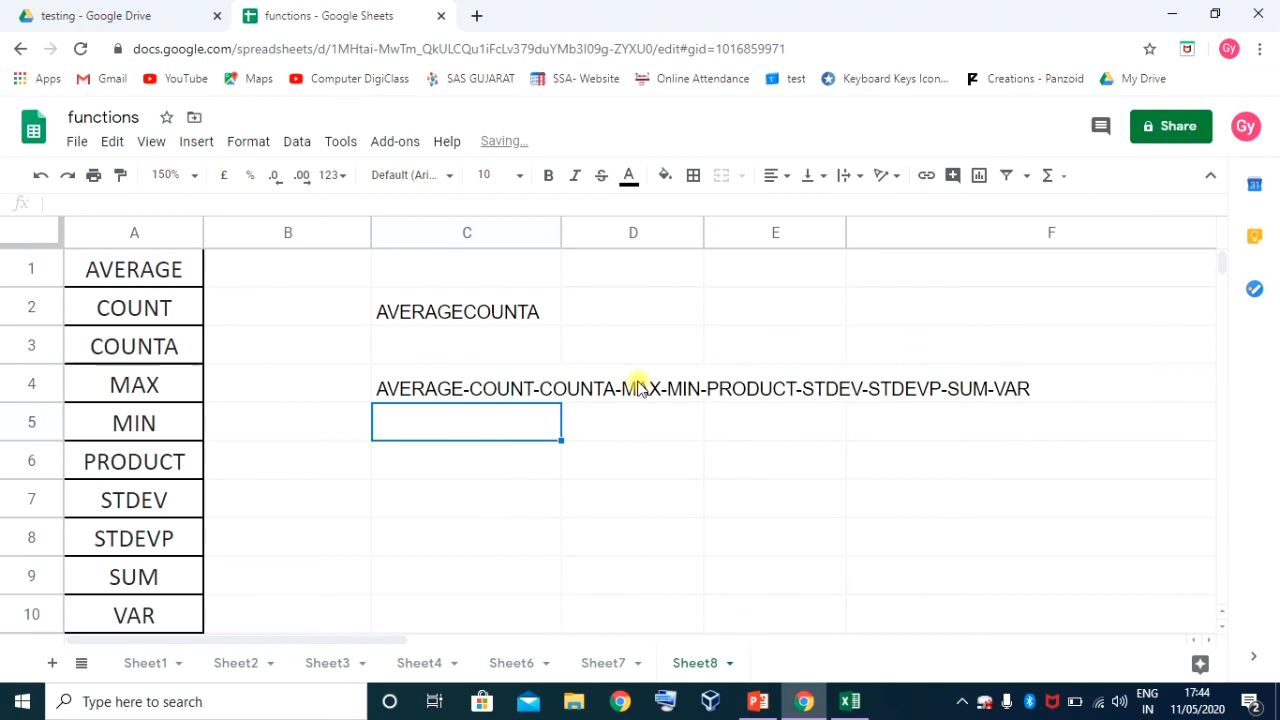 testing - Google Drive
functions - Google Sheets
docs.google.com/spreadsheets/d/1MHtai-MwTm_QkULCQu1iFcLv379duYMb3I09g-ZYXU0/edit#gid=1016859971
Gy
Apps Gmail YouTube Maps Computer DigiClass SAS GUJARAT SSA- Website Online Attendance test Keyboard Keys Icon... Creations - Panzoid My Drive
functions
Share
Gy
File Edit View Insert Format Data Tools Add-ons Help Saving...
150% £ % .0 .00 123 Default (Ari... 10 B I S A Σ
fx
31
A B C D E F
1 AVERAGE
2 COUNT AVERAGECOUNTA
3 COUNTA
4 MAX AVERAGE-COUNT-COUNTA-MAX-MIN-PRODUCT-STDEV-STDEVP-SUM-VAR
5 MIN
6 PRODUCT
7 STDEV
8 STDEVP
9 SUM
10 VAR
Sheet1 Sheet2 Sheet3 Sheet4 Sheet6 Sheet7 Sheet8
Type here to search
ENG
IN
17:44
11/05/2020
2